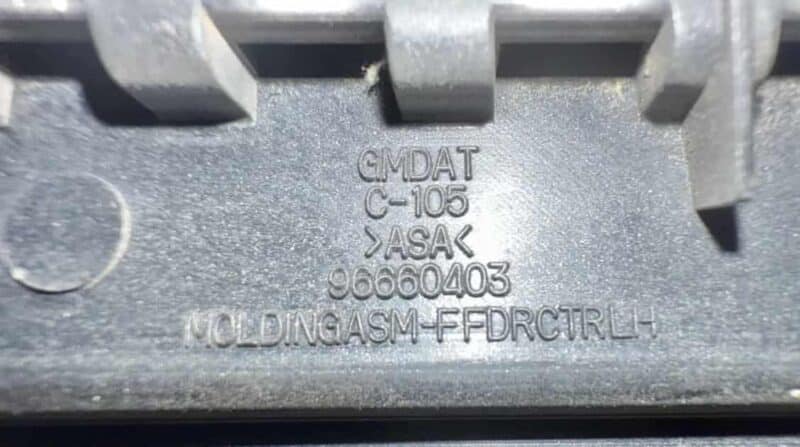 GMDAT
C-105
>ASA<
96660403
MOLDINGASM-FFDRCTRLH